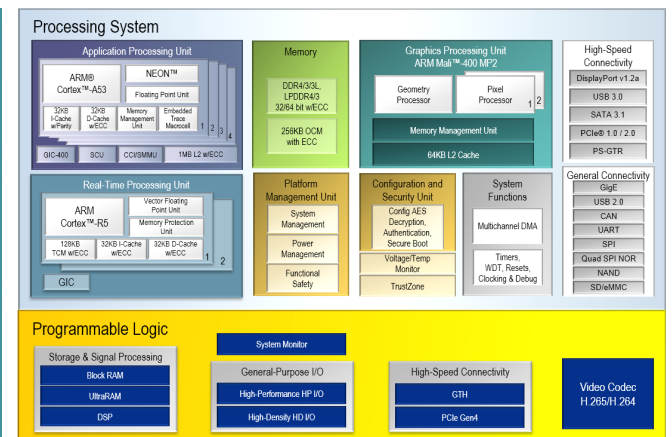 Processing System
Application Processing Unit
ARM®
Cortex™-A53
NEON™
Floating Point Unit
32KB
I-Cache
w/Parity
32KB
D-Cache
w/ECC
Memory
Management
Unit
Embedded
Trace
Macrocell
1
2
3
4
GIC-400
SCU
CCI/SMMU
1MB L2 w/ECC
Memory
DDR4/3/3L,
LPDDR4/3
32/64 bit w/ECC
256KB OCM
with ECC
Graphics Processing Unit
ARM Mali™-400 MP2
Geometry
Processor
Pixel
Processor
1
2
Memory Management Unit
64KB L2 Cache
High-Speed
Connectivity
DisplayPort v1.2a
USB 3.0
SATA 3.1
PCIe® 1.0 / 2.0
PS-GTR
Real-Time Processing Unit
ARM
Cortex™-R5
Vector Floating
Point Unit
Memory Protection
Unit
128KB
TCM w/ECC
32KB I-Cache
w/ECC
32KB D-Cache
w/ECC
1
2
GIC
Platform
Management Unit
System
Management
Power
Management
Functional
Safety
Configuration and
Security Unit
Config AES
Decryption,
Authentication,
Secure Boot
Voltage/Temp
Monitor
TrustZone
System
Functions
Multichannel DMA
Timers,
WDT, Resets,
Clocking & Debug
General Connectivity
GigE
USB 2.0
CAN
UART
SPI
Quad SPI NOR
NAND
SD/eMMC
Programmable Logic
Storage & Signal Processing
Block RAM
UltraRAM
DSP
System Monitor
General-Purpose I/O
High-Performance HP I/O
High-Density HD I/O
High-Speed Connectivity
GTH
PCIe Gen4
Video Codec
H.265/H.264